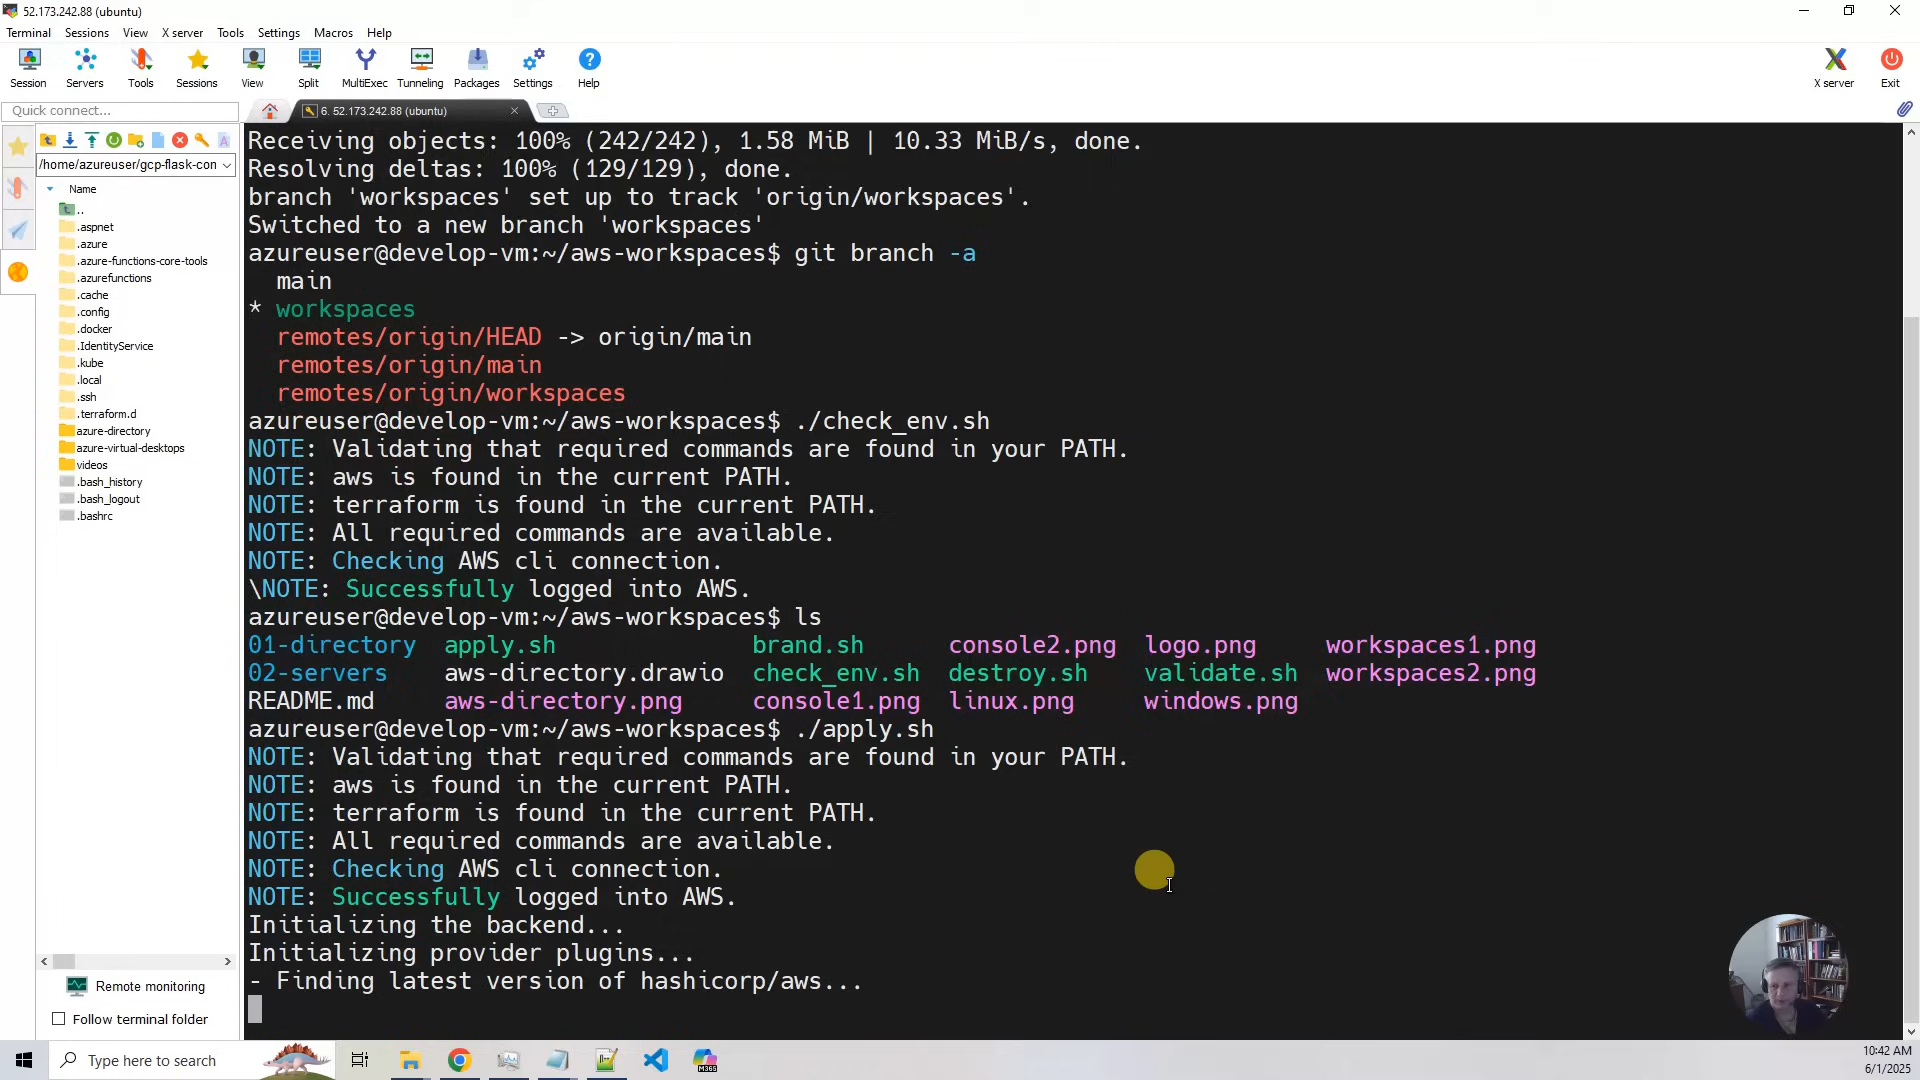 52.173.242.88 (ubuntu)
Terminal Sessions View X server Tools Settings Macros Help
Session Servers Tools Sessions View Split MultiExec Tunneling Packages Settings Help X server Exit
Quick connect...
6. 52.173.242.88 (ubuntu)
/home/azureuser/gcp-flask-con
Name
..
.aspnet
.azure
.azure-functions-core-tools
.azurefunctions
.cache
.config
.docker
.IdentityService
.kube
.local
.ssh
.terraform.d
azure-directory
azure-virtual-desktops
videos
.bash_history
.bash_logout
.bashrc
Remote monitoring
Follow terminal folder
Receiving objects: 100% (242/242), 1.58 MiB | 10.33 MiB/s, done.
Resolving deltas: 100% (129/129), done.
branch 'workspaces' set up to track 'origin/workspaces'.
Switched to a new branch 'workspaces'
azureuser@develop-vm:~/aws-workspaces$ git branch -a
main
* workspaces
remotes/origin/HEAD -> origin/main
remotes/origin/main
remotes/origin/workspaces
azureuser@develop-vm:~/aws-workspaces$ ./check_env.sh
NOTE: Validating that required commands are found in your PATH.
NOTE: aws is found in the current PATH.
NOTE: terraform is found in the current PATH.
NOTE: All required commands are available.
NOTE: Checking AWS cli connection.
\NOTE: Successfully logged into AWS.
azureuser@develop-vm:~/aws-workspaces$ ls
01-directory apply.sh brand.sh console2.png logo.png workspaces1.png
02-servers aws-directory.drawio check_env.sh destroy.sh validate.sh workspaces2.png
README.md aws-directory.png console1.png linux.png windows.png
azureuser@develop-vm:~/aws-workspaces$ ./apply.sh
NOTE: Validating that required commands are found in your PATH.
NOTE: aws is found in the current PATH.
NOTE: terraform is found in the current PATH.
NOTE: All required commands are available.
NOTE: Checking AWS cli connection.
NOTE: Successfully logged into AWS.
Initializing the backend...
Initializing provider plugins...
- Finding latest version of hashicorp/aws...
Type here to search
M365
10:42 AM
6/1/2025